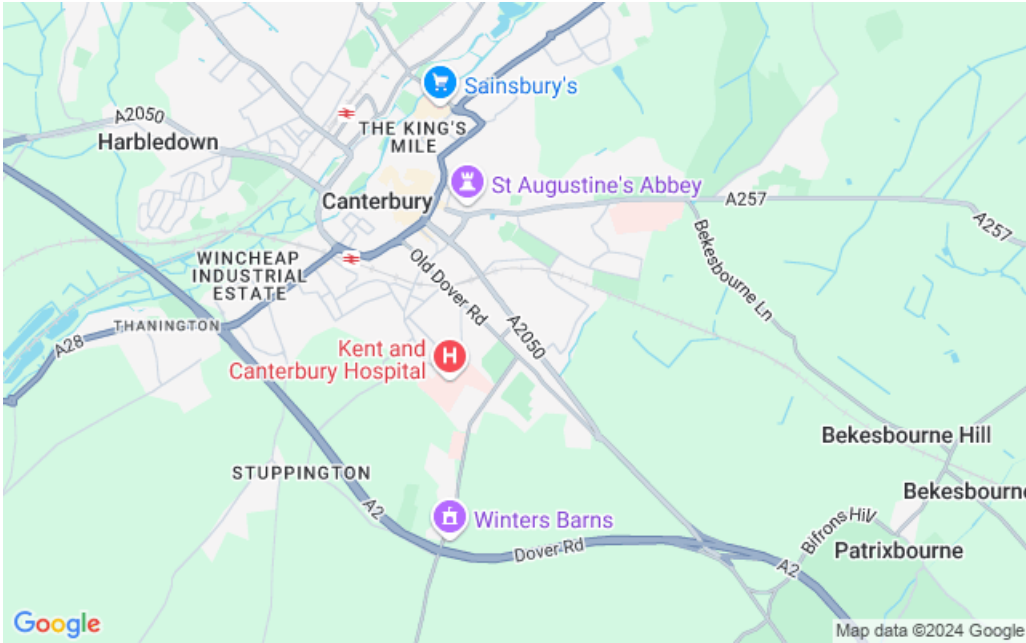 Sainsbury's
A2050
THE KING'S
MILE
Harbledown
St Augustine's Abbey
Canterbury
A257
A257
WINCHEAP
INDUSTRIAL
ESTATE
Old Dover Rd
Bekesbourne Ln
THANINGTON
A28
A2050
Kent and
Canterbury Hospital
H
Bekesbourne Hill
STUPPINGTON
Bekesbourne
A2
Winters Barns
Bifrons Hil
Dover Rd
Patrixbourne
A2
Google
Map data ©2024 Google